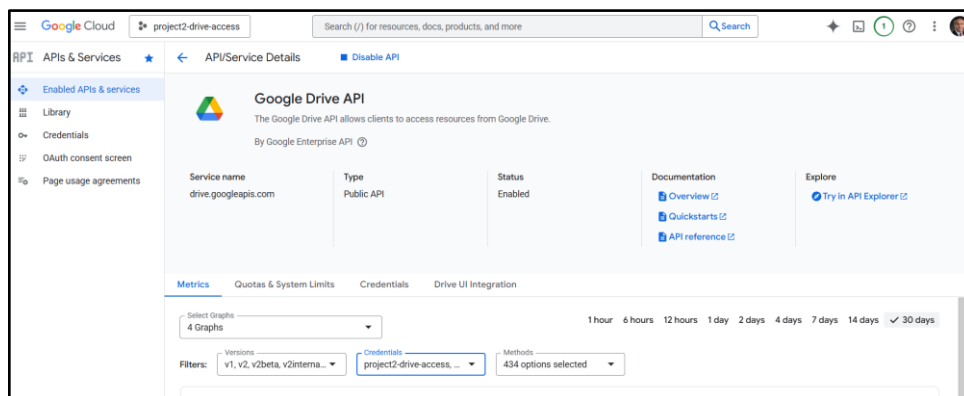 Google Cloud project2-drive-access Search (/) for resources, docs, products, and more Search 1
API APIs & Services API/Service Details Disable API
Enabled APIs & services
Library
Credentials
OAuth consent screen
Page usage agreements
Google Drive API
The Google Drive API allows clients to access resources from Google Drive.
By Google Enterprise API
Service name Type Status Documentation Explore
drive.googleapis.com Public API Enabled Overview Try in API Explorer
Quickstarts
API reference
Metrics Quotas & System Limits Credentials Drive UI Integration
Select Graphs
4 Graphs 1 hour 6 hours 12 hours 1 day 2 days 4 days 7 days 14 days 30 days
Versions Credentials Methods
Filters: v1, v2, v2beta, v2interna... project2-drive-access, ... 434 options selected